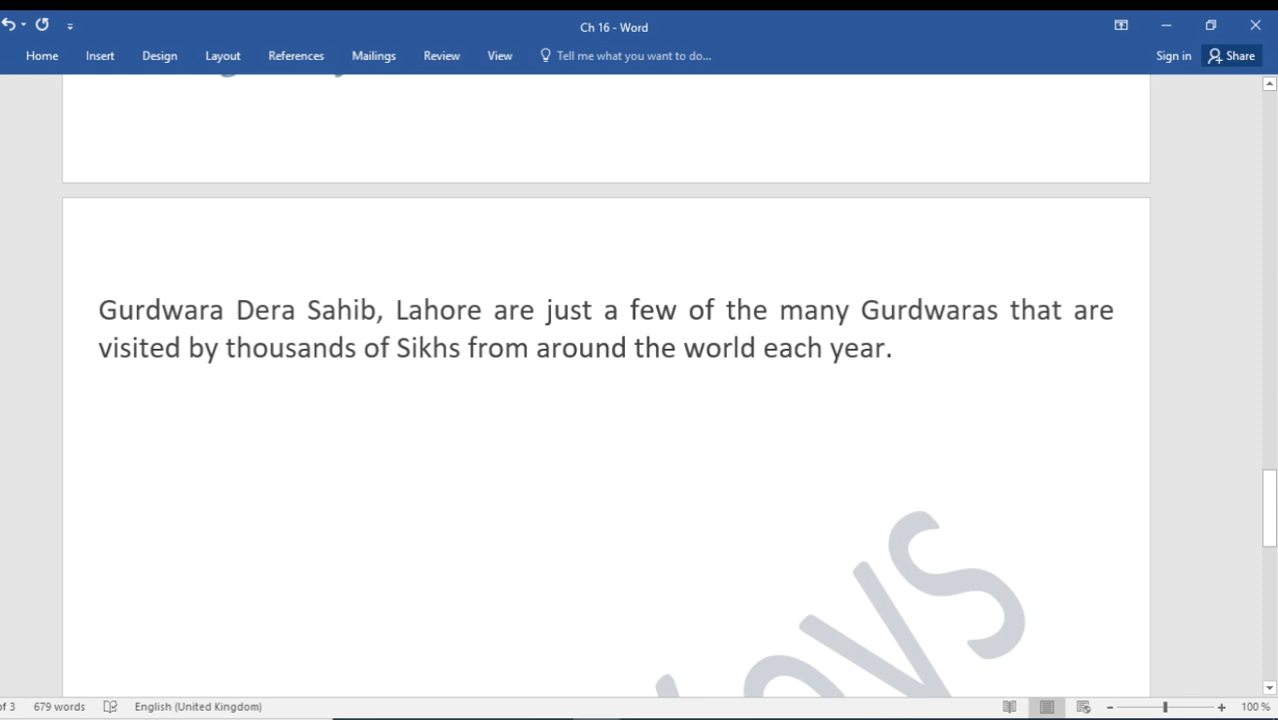 Ch 16 - Word
Home Insert Design Layout References Mailings Review View Tell me what you want to do... Sign in Share
Gurdwara Dera Sahib, Lahore are just a few of the many Gurdwaras that are
visited by thousands of Sikhs from around the world each year.
of 3 679 words English (United Kingdom) 100 %